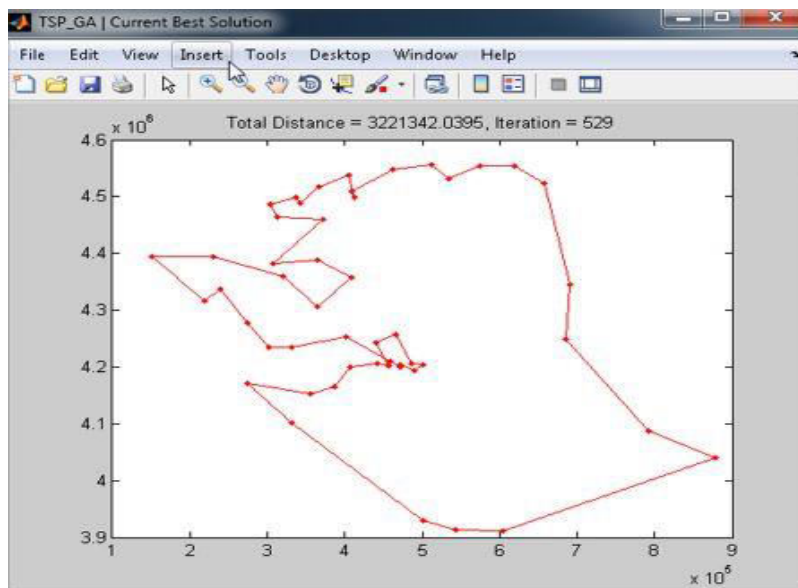 TSP_GA | Current Best Solution
File Edit View Insert Tools Desktop Window Help
x 10^6
Total Distance = 3221342.0395, Iteration = 529
4.6
4.5
4.4
4.3
4.2
4.1
4
3.9
1 2 3 4 5 6 7 8 9
x 10^5